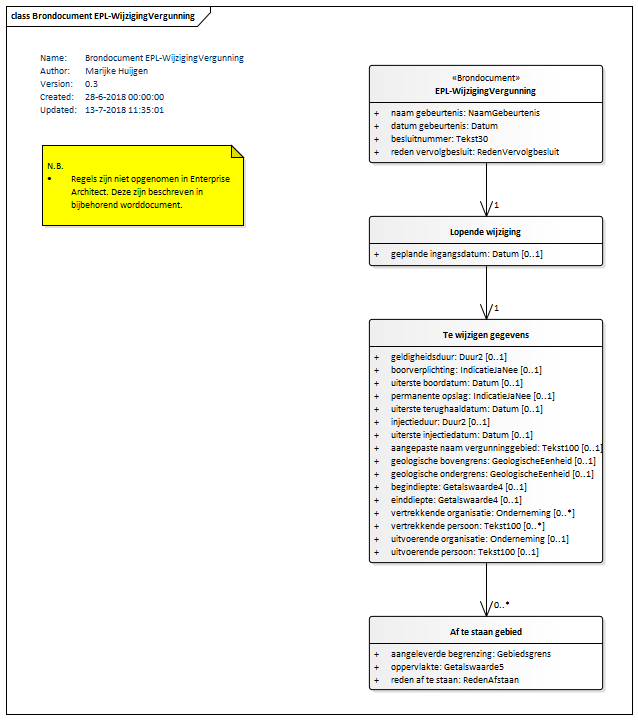 class Brondocument EPL-WijzigingVergunning
Name: Brondocument EPL-WijzigingVergunning
Author: Marijke Huijgen
Version: 0.3
Created: 28-6-2018 00:00:00
Updated: 13-7-2018 11:35:01
N.B.
• Regels zijn niet opgenomen in Enterprise
Architect. Deze zijn beschreven in
bijbehorend worddocument.
«Brondocument»
EPL-WijzigingVergunning
+ naam gebeurtenis: NaamGebeurtenis
+ datum gebeurtenis: Datum
+ besluitnummer: Tekst30
+ reden vervolgbesluit: RedenVervolgbesluit
1
Lopende wijziging
+ geplande ingangsdatum: Datum [0..1]
1
Te wijzigen gegevens
+ geldigheidsduur: Duur2 [0..1]
+ boorverplichting: IndicatieJaNee [0..1]
+ uiterste boordatum: Datum [0..1]
+ permanente opslag: IndicatieJaNee [0..1]
+ uiterste terughaaldatum: Datum [0..1]
+ injectieduur: Duur2 [0..1]
+ uiterste injectiedatum: Datum [0..1]
+ aangepaste naam vergunninggebied: Tekst100 [0..1]
+ geologische bovengrens: GeologischeEenheid [0..1]
+ geologische ondergrens: GeologischeEenheid [0..1]
+ begindiepte: Getalswaarde4 [0..1]
+ einddiepte: Getalswaarde4 [0..1]
+ vertrekkende organisatie: Onderneming [0..*]
+ vertrekkende persoon: Tekst100 [0..*]
+ uitvoerende organisatie: Onderneming [0..1]
+ uitvoerende persoon: Tekst100 [0..1]
0..*
Af te staan gebied
+ aangeleverde begrenzing: Gebiedsgrens
+ oppervlakte: Getalswaarde5
+ reden af te staan: RedenAfstaan